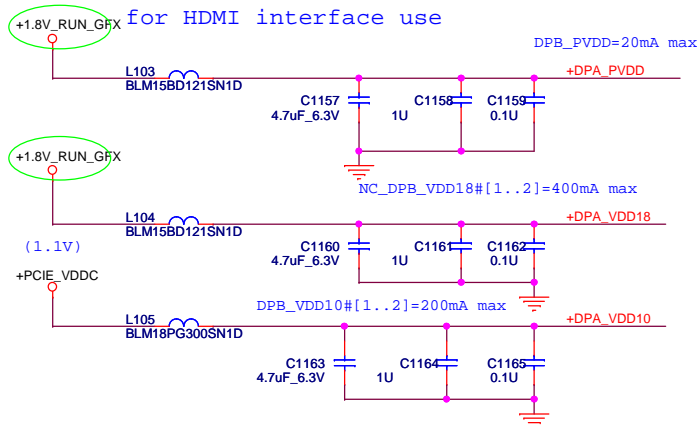 for HDMI interface use
+1.8V_RUN_GFX
DPB_PVDD=20mA max
L103
BLM15BD121SN1D
+DPA_PVDD
C1157
4.7uF_6.3V
C1158
1U
C1159
0.1U
+1.8V_RUN_GFX
NC_DPB_VDD18#[1..2]=400mA max
L104
BLM15BD121SN1D
+DPA_VDD18
(1.1V)
C1160
4.7uF_6.3V
C1161
1U
C1162
0.1U
+PCIE_VDDC
DPB_VDD10#[1..2]=200mA max
L105
BLM18PG300SN1D
+DPA_VDD10
C1163
4.7uF_6.3V
C1164
1U
C1165
0.1U